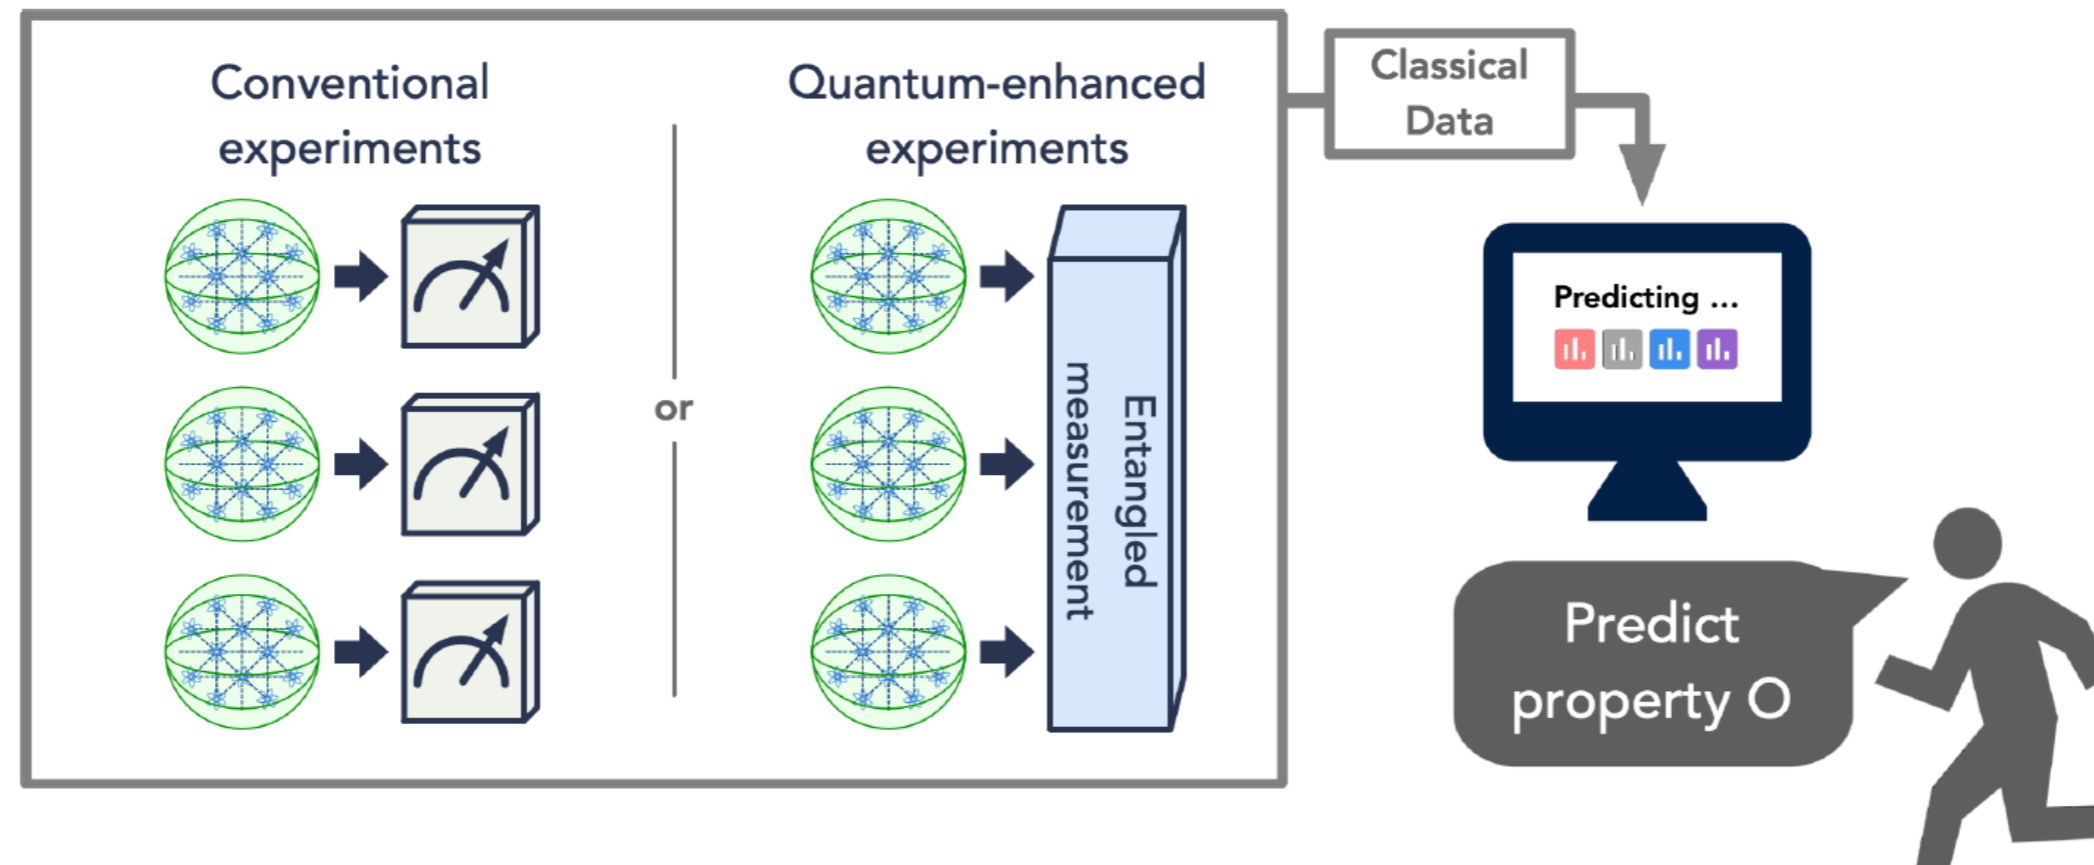 Conventional
experiments
or
Quantum-enhanced
experiments
Entangled
measurement
Classical
Data
Predicting ...
Predict
property O